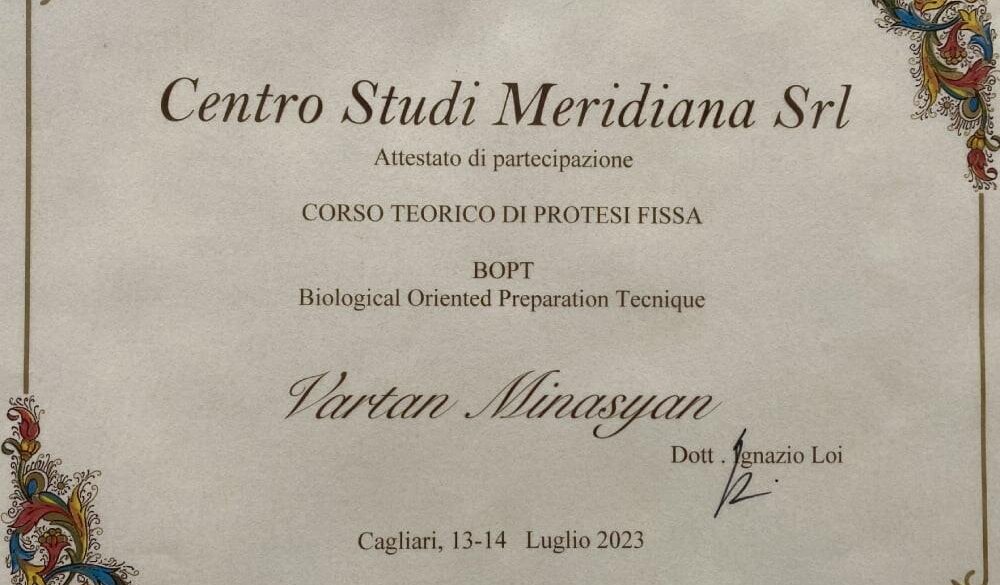 Centro Studi Meridiana Srl
Attestato di partecipazione
CORSO TEORICO DI PROTESI FISSA
BOPT
Biological Oriented Preparation Tecnique
Vartan Minasyan
Dott . Ignazio Loi
Cagliari, 13-14 Luglio 2023